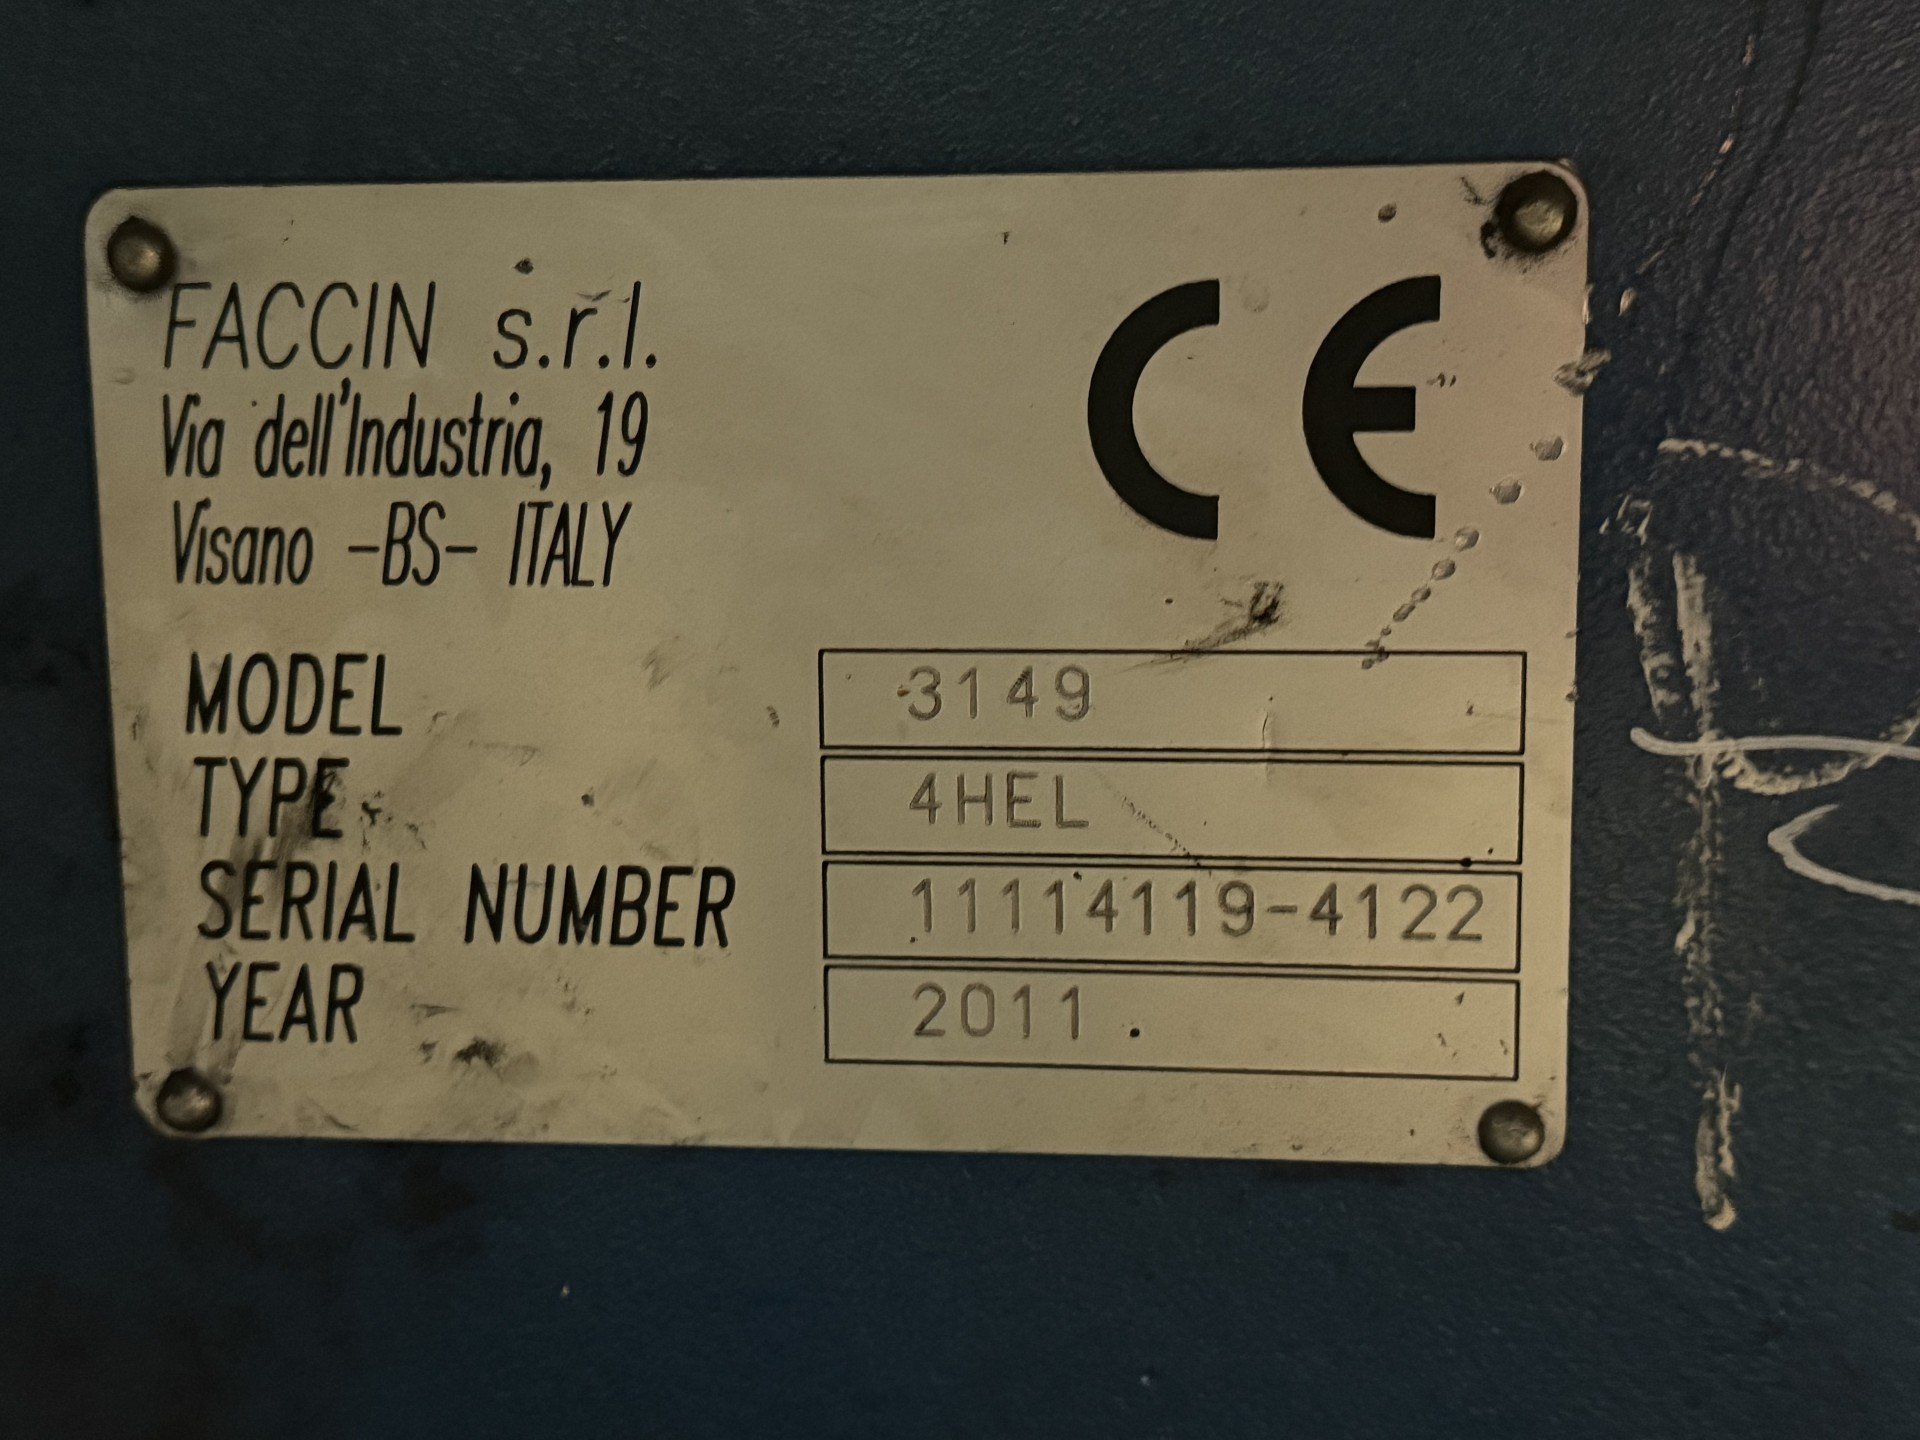 FACCIN s.r.l.
Via dell'Industria, 19
Visano -BS- ITALY
CE
MODEL 3149
TYPE 4HEL
SERIAL NUMBER 11114119-4122
YEAR 2011